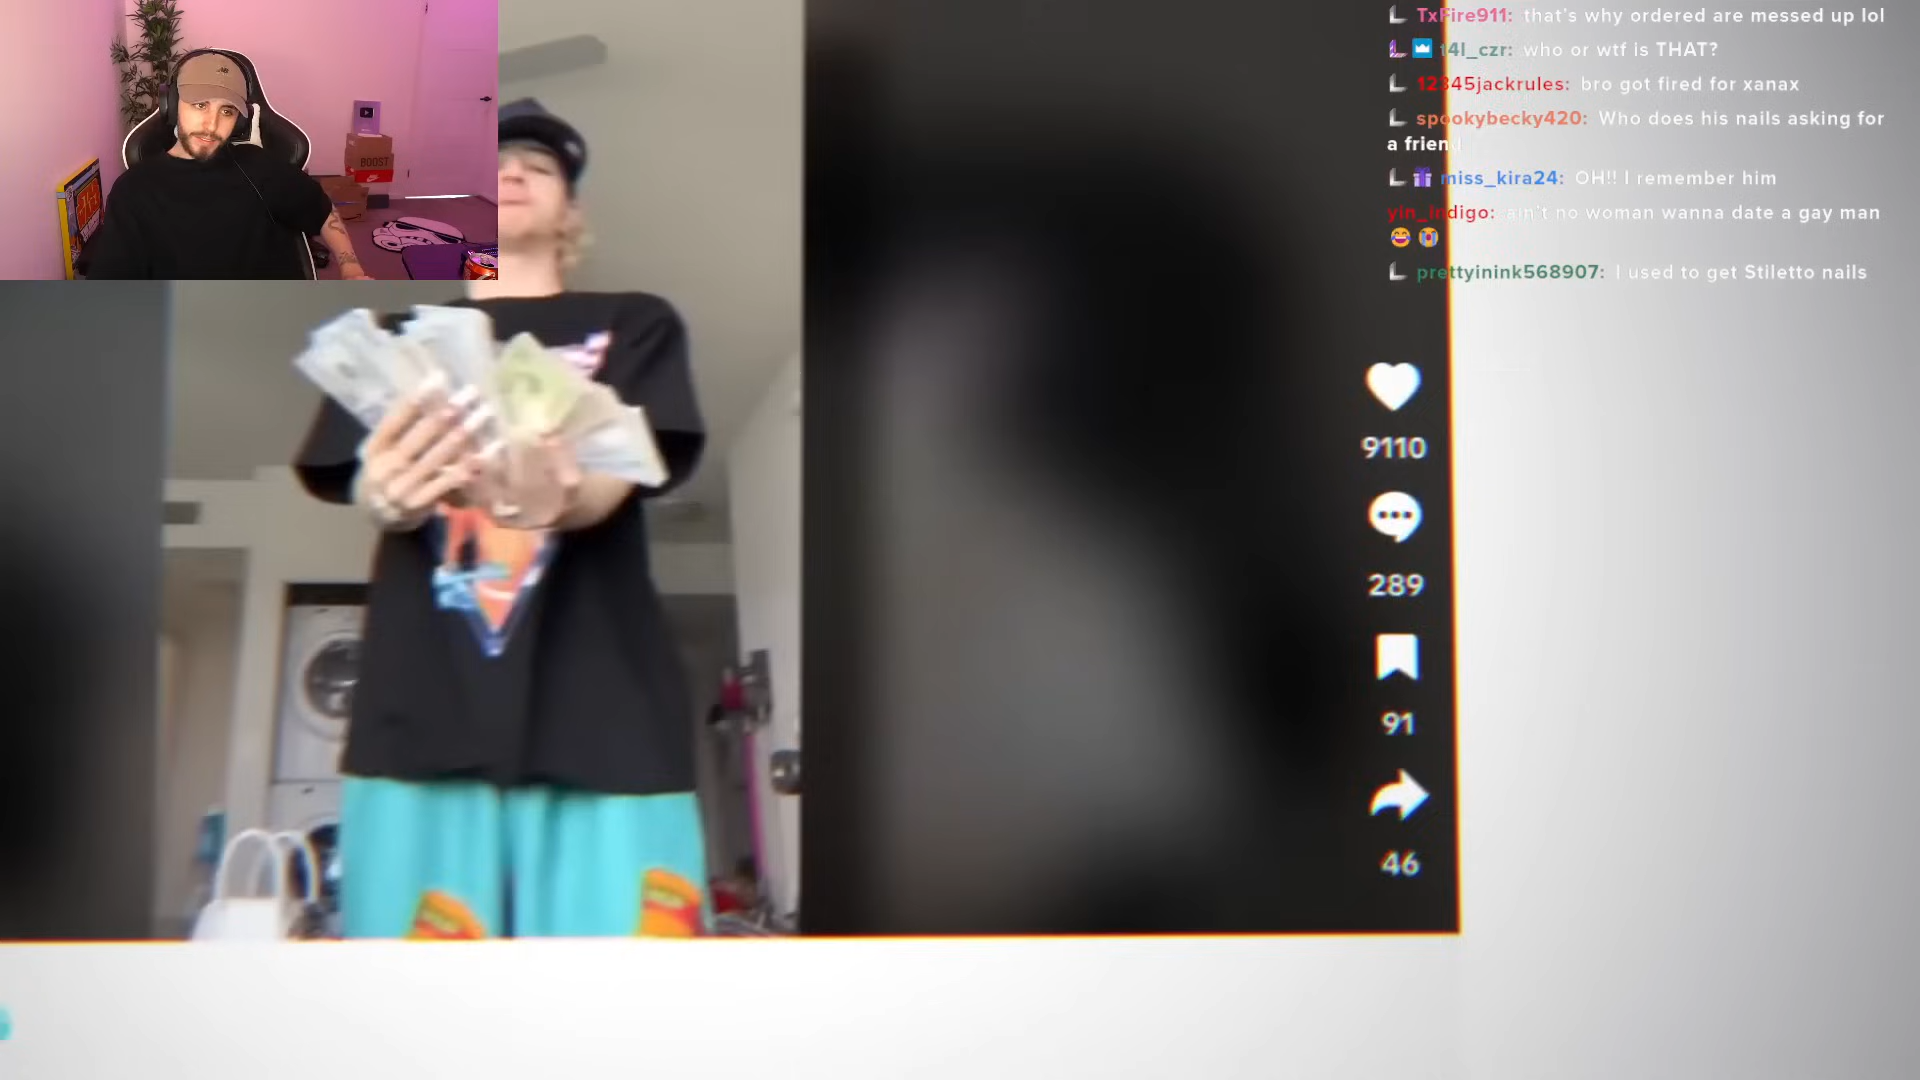 TxFire911: that's why ordered are messed up lol
t4l_czr: who or wtf is THAT?
12345jackrules: bro got fired for xanax
spookybecky420: Who does his nails asking for
a friend
miss_kira24: OH!! I remember him
yin_indigo: ain't no woman wanna date a gay man
😂 😭
prettyinink568907: I used to get Stiletto nails
BOOST
9110
289
91
46